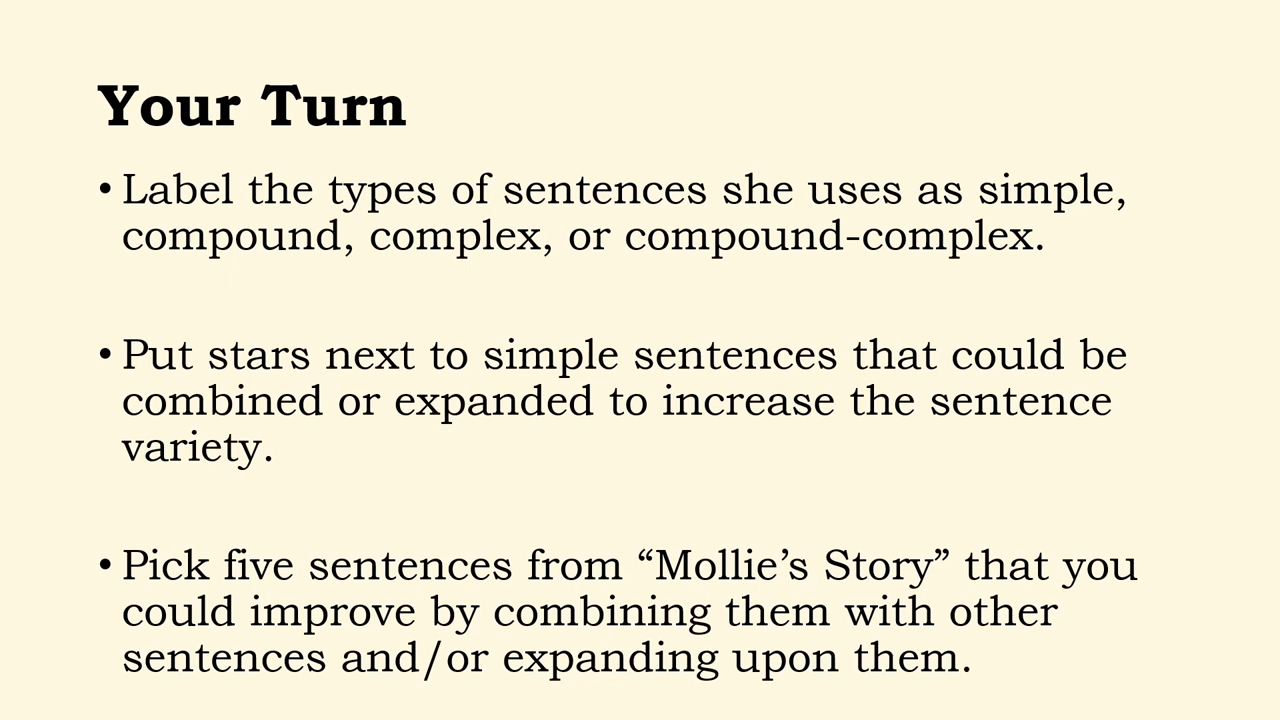 Your Turn
• Label the types of sentences she uses as simple,
compound, complex, or compound-complex.
• Put stars next to simple sentences that could be
combined or expanded to increase the sentence
variety.
• Pick five sentences from “Mollie’s Story” that you
could improve by combining them with other
sentences and/or expanding upon them.